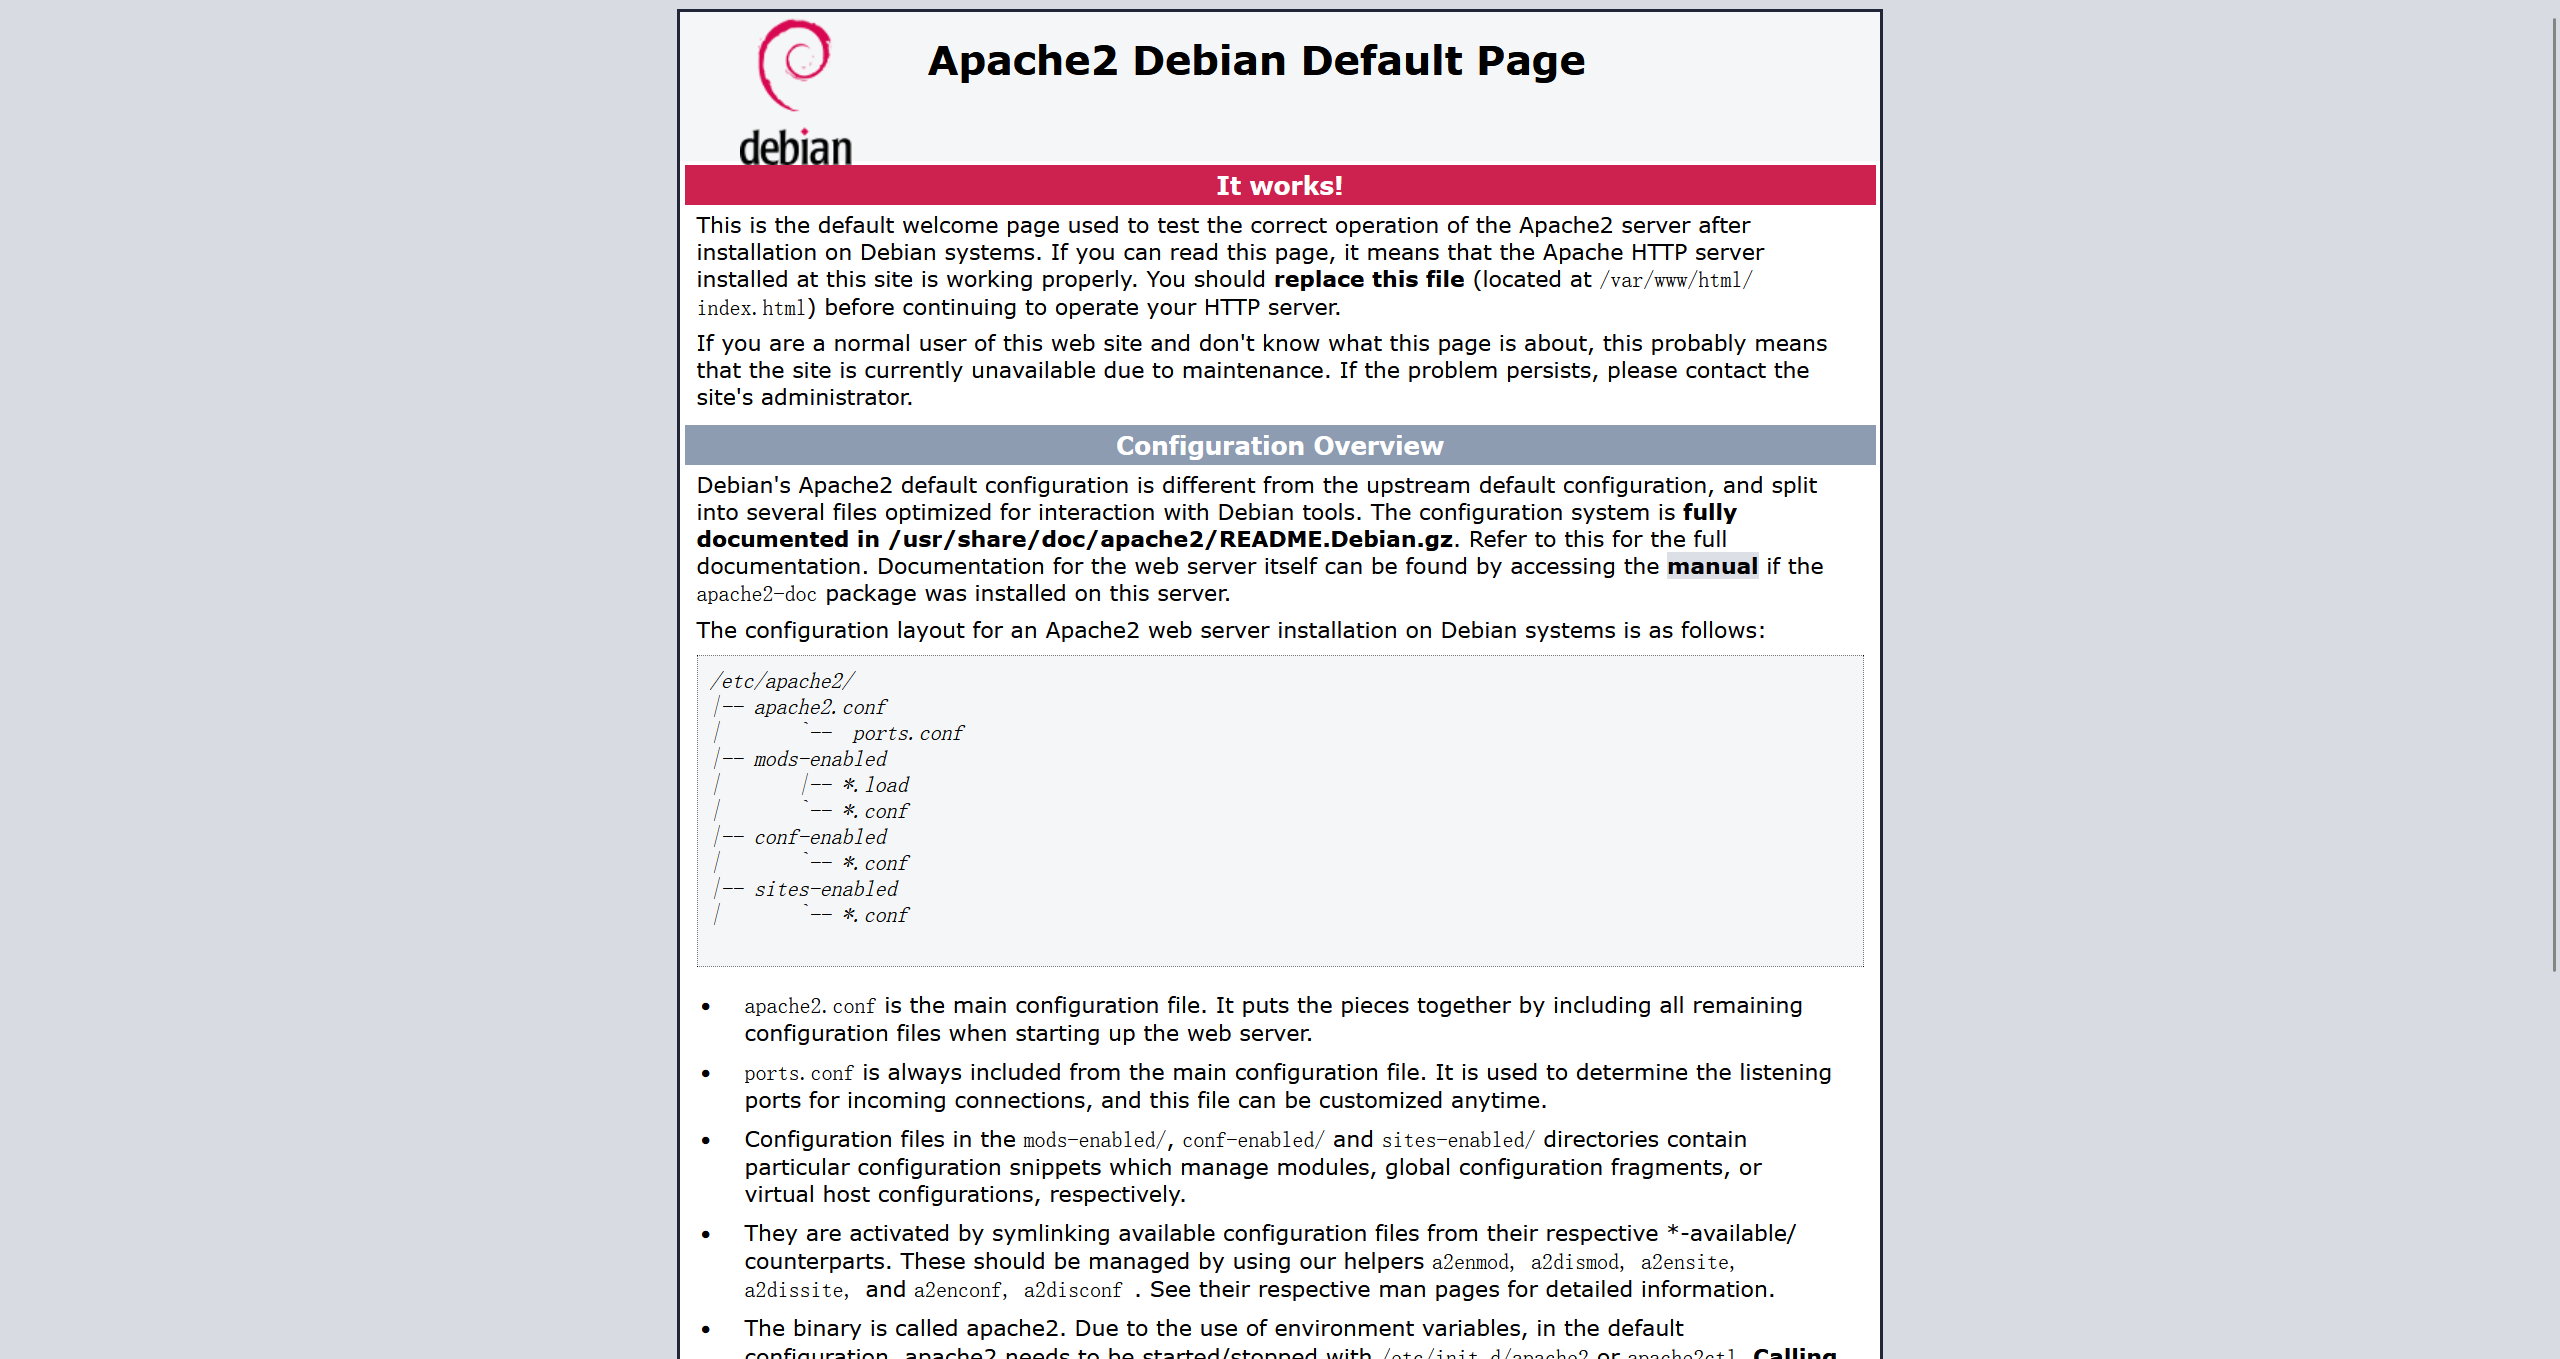 debian
Apache2 Debian Default Page
It works!
This is the default welcome page used to test the correct operation of the Apache2 server after
installation on Debian systems. If you can read this page, it means that the Apache HTTP server
installed at this site is working properly. You should replace this file (located at /var/www/html/
index.html) before continuing to operate your HTTP server.
If you are a normal user of this web site and don't know what this page is about, this probably means
that the site is currently unavailable due to maintenance. If the problem persists, please contact the
site's administrator.
Configuration Overview
Debian's Apache2 default configuration is different from the upstream default configuration, and split
into several files optimized for interaction with Debian tools. The configuration system is fully
documented in /usr/share/doc/apache2/README.Debian.gz. Refer to this for the full
documentation. Documentation for the web server itself can be found by accessing the manual if the
apache2-doc package was installed on this server.
The configuration layout for an Apache2 web server installation on Debian systems is as follows:
/etc/apache2/
|-- apache2.conf
|       `--  ports.conf
|-- mods-enabled
|       |-- *.load
|       `-- *.conf
|-- conf-enabled
|       `-- *.conf
|-- sites-enabled
|       `-- *.conf
• apache2.conf is the main configuration file. It puts the pieces together by including all remaining
configuration files when starting up the web server.
• ports.conf is always included from the main configuration file. It is used to determine the listening
ports for incoming connections, and this file can be customized anytime.
• Configuration files in the mods-enabled/, conf-enabled/ and sites-enabled/ directories contain
particular configuration snippets which manage modules, global configuration fragments, or
virtual host configurations, respectively.
• They are activated by symlinking available configuration files from their respective *-available/
counterparts. These should be managed by using our helpers a2enmod, a2dismod, a2ensite,
a2dissite, and a2enconf, a2disconf . See their respective man pages for detailed information.
• The binary is called apache2. Due to the use of environment variables, in the default
configuration, apache2 needs to be started/stopped with /etc/init.d/apache2 or apache2ctl. Calling